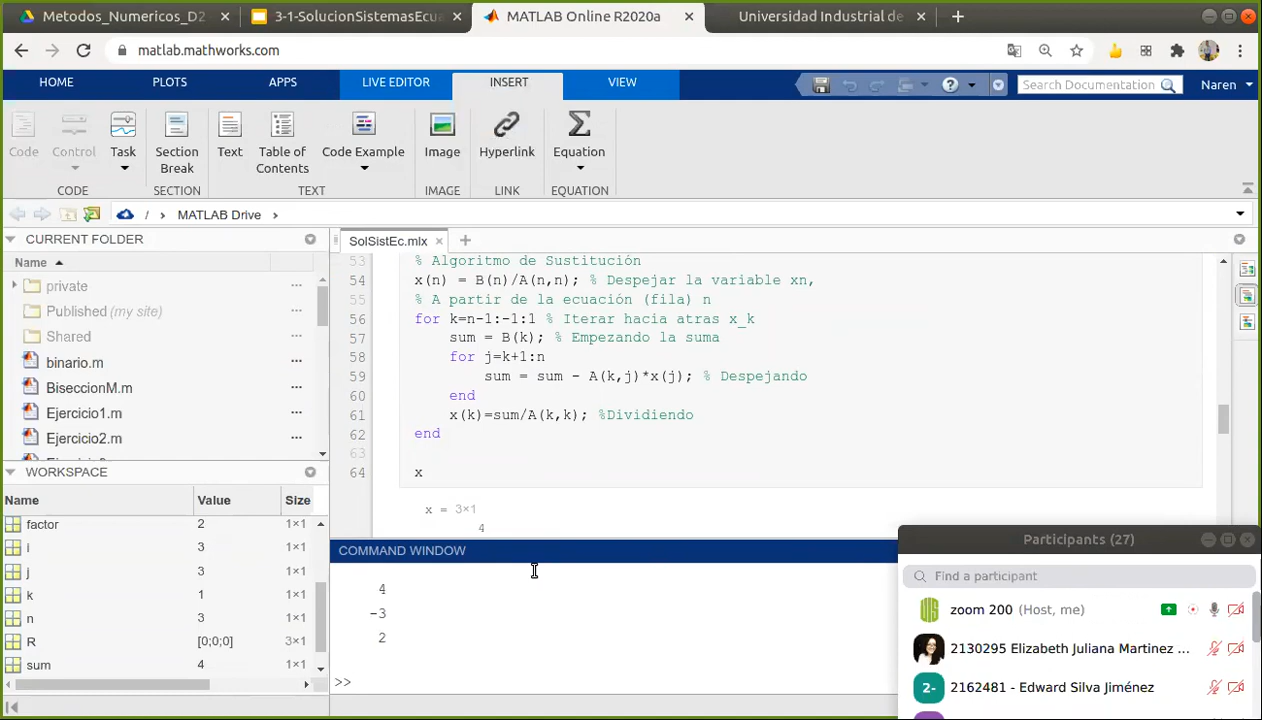 Metodos_Numericos_D2
3-1-SolucionSistemasEcua
MATLAB Online R2020a
Universidad Industrial de
matlab.mathworks.com
HOME
PLOTS
APPS
LIVE EDITOR
INSERT
VIEW
Search Documentation
Naren
Code
Control
Task
Section Break
Text
Table of Contents
Code Example
Image
Hyperlink
Equation
CODE
SECTION
TEXT
IMAGE
LINK
EQUATION
/ › MATLAB Drive ›
CURRENT FOLDER
Name
private
Published (my site)
Shared
binario.m
BiseccionM.m
Ejercicio1.m
Ejercicio2.m
WORKSPACE
Name Value Size
factor 2 1×1
i 3 1×1
j 3 1×1
k 1 1×1
n 3 1×1
R [0;0;0] 3×1
sum 4 1×1
SolSistEc.mlx
53 % Algoritmo de Sustitución
54 x(n) = B(n)/A(n,n); % Despejar la variable xn,
55 % A partir de la ecuación (fila) n
56 for k=n-1:-1:1 % Iterar hacia atras x_k
57 sum = B(k); % Empezando la suma
58 for j=k+1:n
59 sum = sum - A(k,j)*x(j); % Despejando
60 end
61 x(k)=sum/A(k,k); %Dividiendo
62 end
63
64 x
x = 3×1
4
COMMAND WINDOW
4
-3
2
>>
Participants (27)
Find a participant
zoom 200 (Host, me)
2130295 Elizabeth Juliana Martinez ...
2-
2162481 - Edward Silva Jiménez